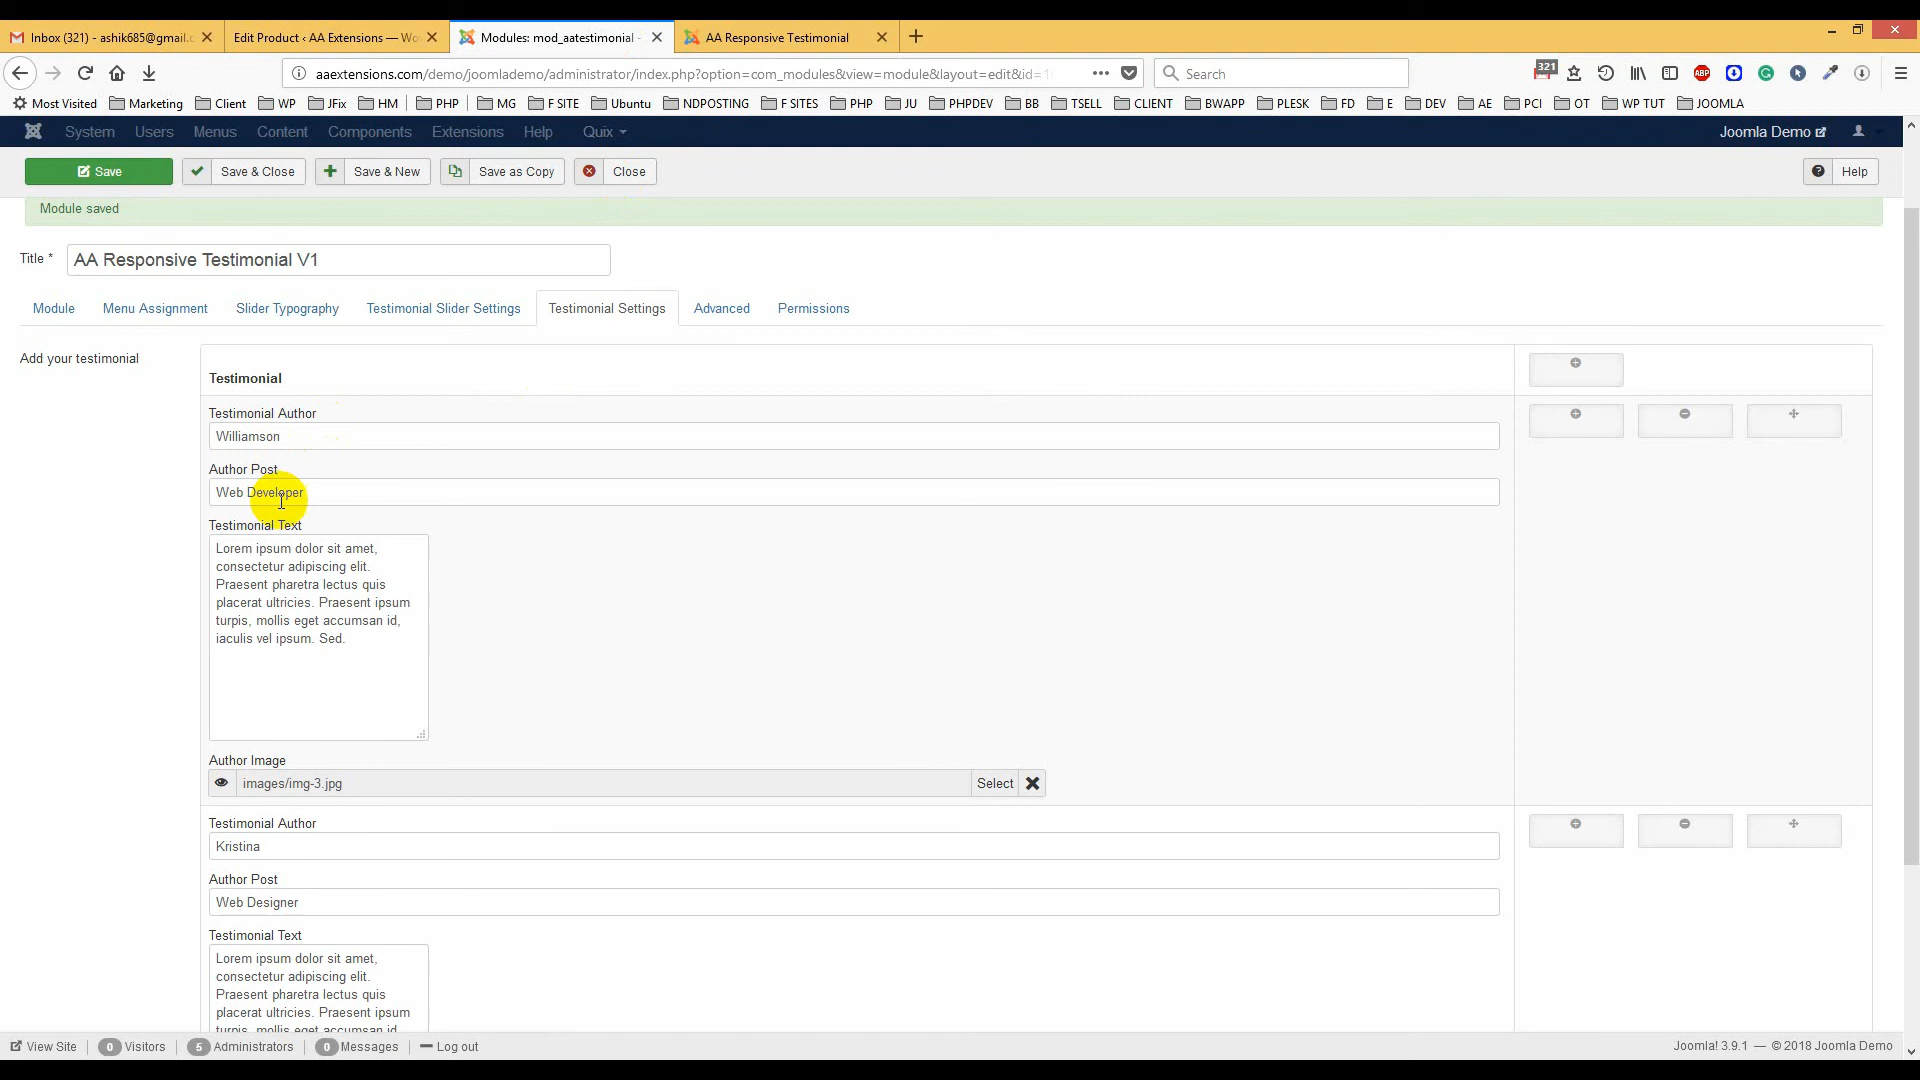 Inbox (321) - ashik685@gmail.c
Edit Product ‹ AA Extensions — Wo
Modules: mod_aatestimonial -
AA Responsive Testimonial
aaextensions.com/demo/joomlademo/administrator/index.php?option=com_modules&view=module&layout=edit&id=1
Search
321
ABP
Most Visited
Marketing
Client
WP
JFix
HM
PHP
MG
F SITE
Ubuntu
NDPOSTING
F SITES
PHP
JU
PHPDEV
BB
TSELL
CLIENT
BWAPP
PLESK
FD
E
DEV
AE
PCI
OT
WP TUT
JOOMLA
System Users Menus Content Components Extensions Help Quix
Joomla Demo
Save
Save & Close
Save & New
Save as Copy
Close
Help
Module saved
Title *
AA Responsive Testimonial V1
Module
Menu Assignment
Slider Typography
Testimonial Slider Settings
Testimonial Settings
Advanced
Permissions
Add your testimonial
Testimonial
Testimonial Author
Williamson
Author Post
Web Developer
Testimonial Text
Lorem ipsum dolor sit amet,
consectetur adipiscing elit.
Praesent pharetra lectus quis
placerat ultricies. Praesent ipsum
turpis, mollis eget accumsan id,
iaculis vel ipsum. Sed.
Author Image
images/img-3.jpg
Select
Testimonial Author
Kristina
Author Post
Web Designer
Testimonial Text
Lorem ipsum dolor sit amet,
consectetur adipiscing elit.
Praesent pharetra lectus quis
placerat ultricies. Praesent ipsum
turpis, mollis eget accumsan id,
View Site
0 Visitors
5 Administrators
0 Messages
Log out
Joomla! 3.9.1 — © 2018 Joomla Demo